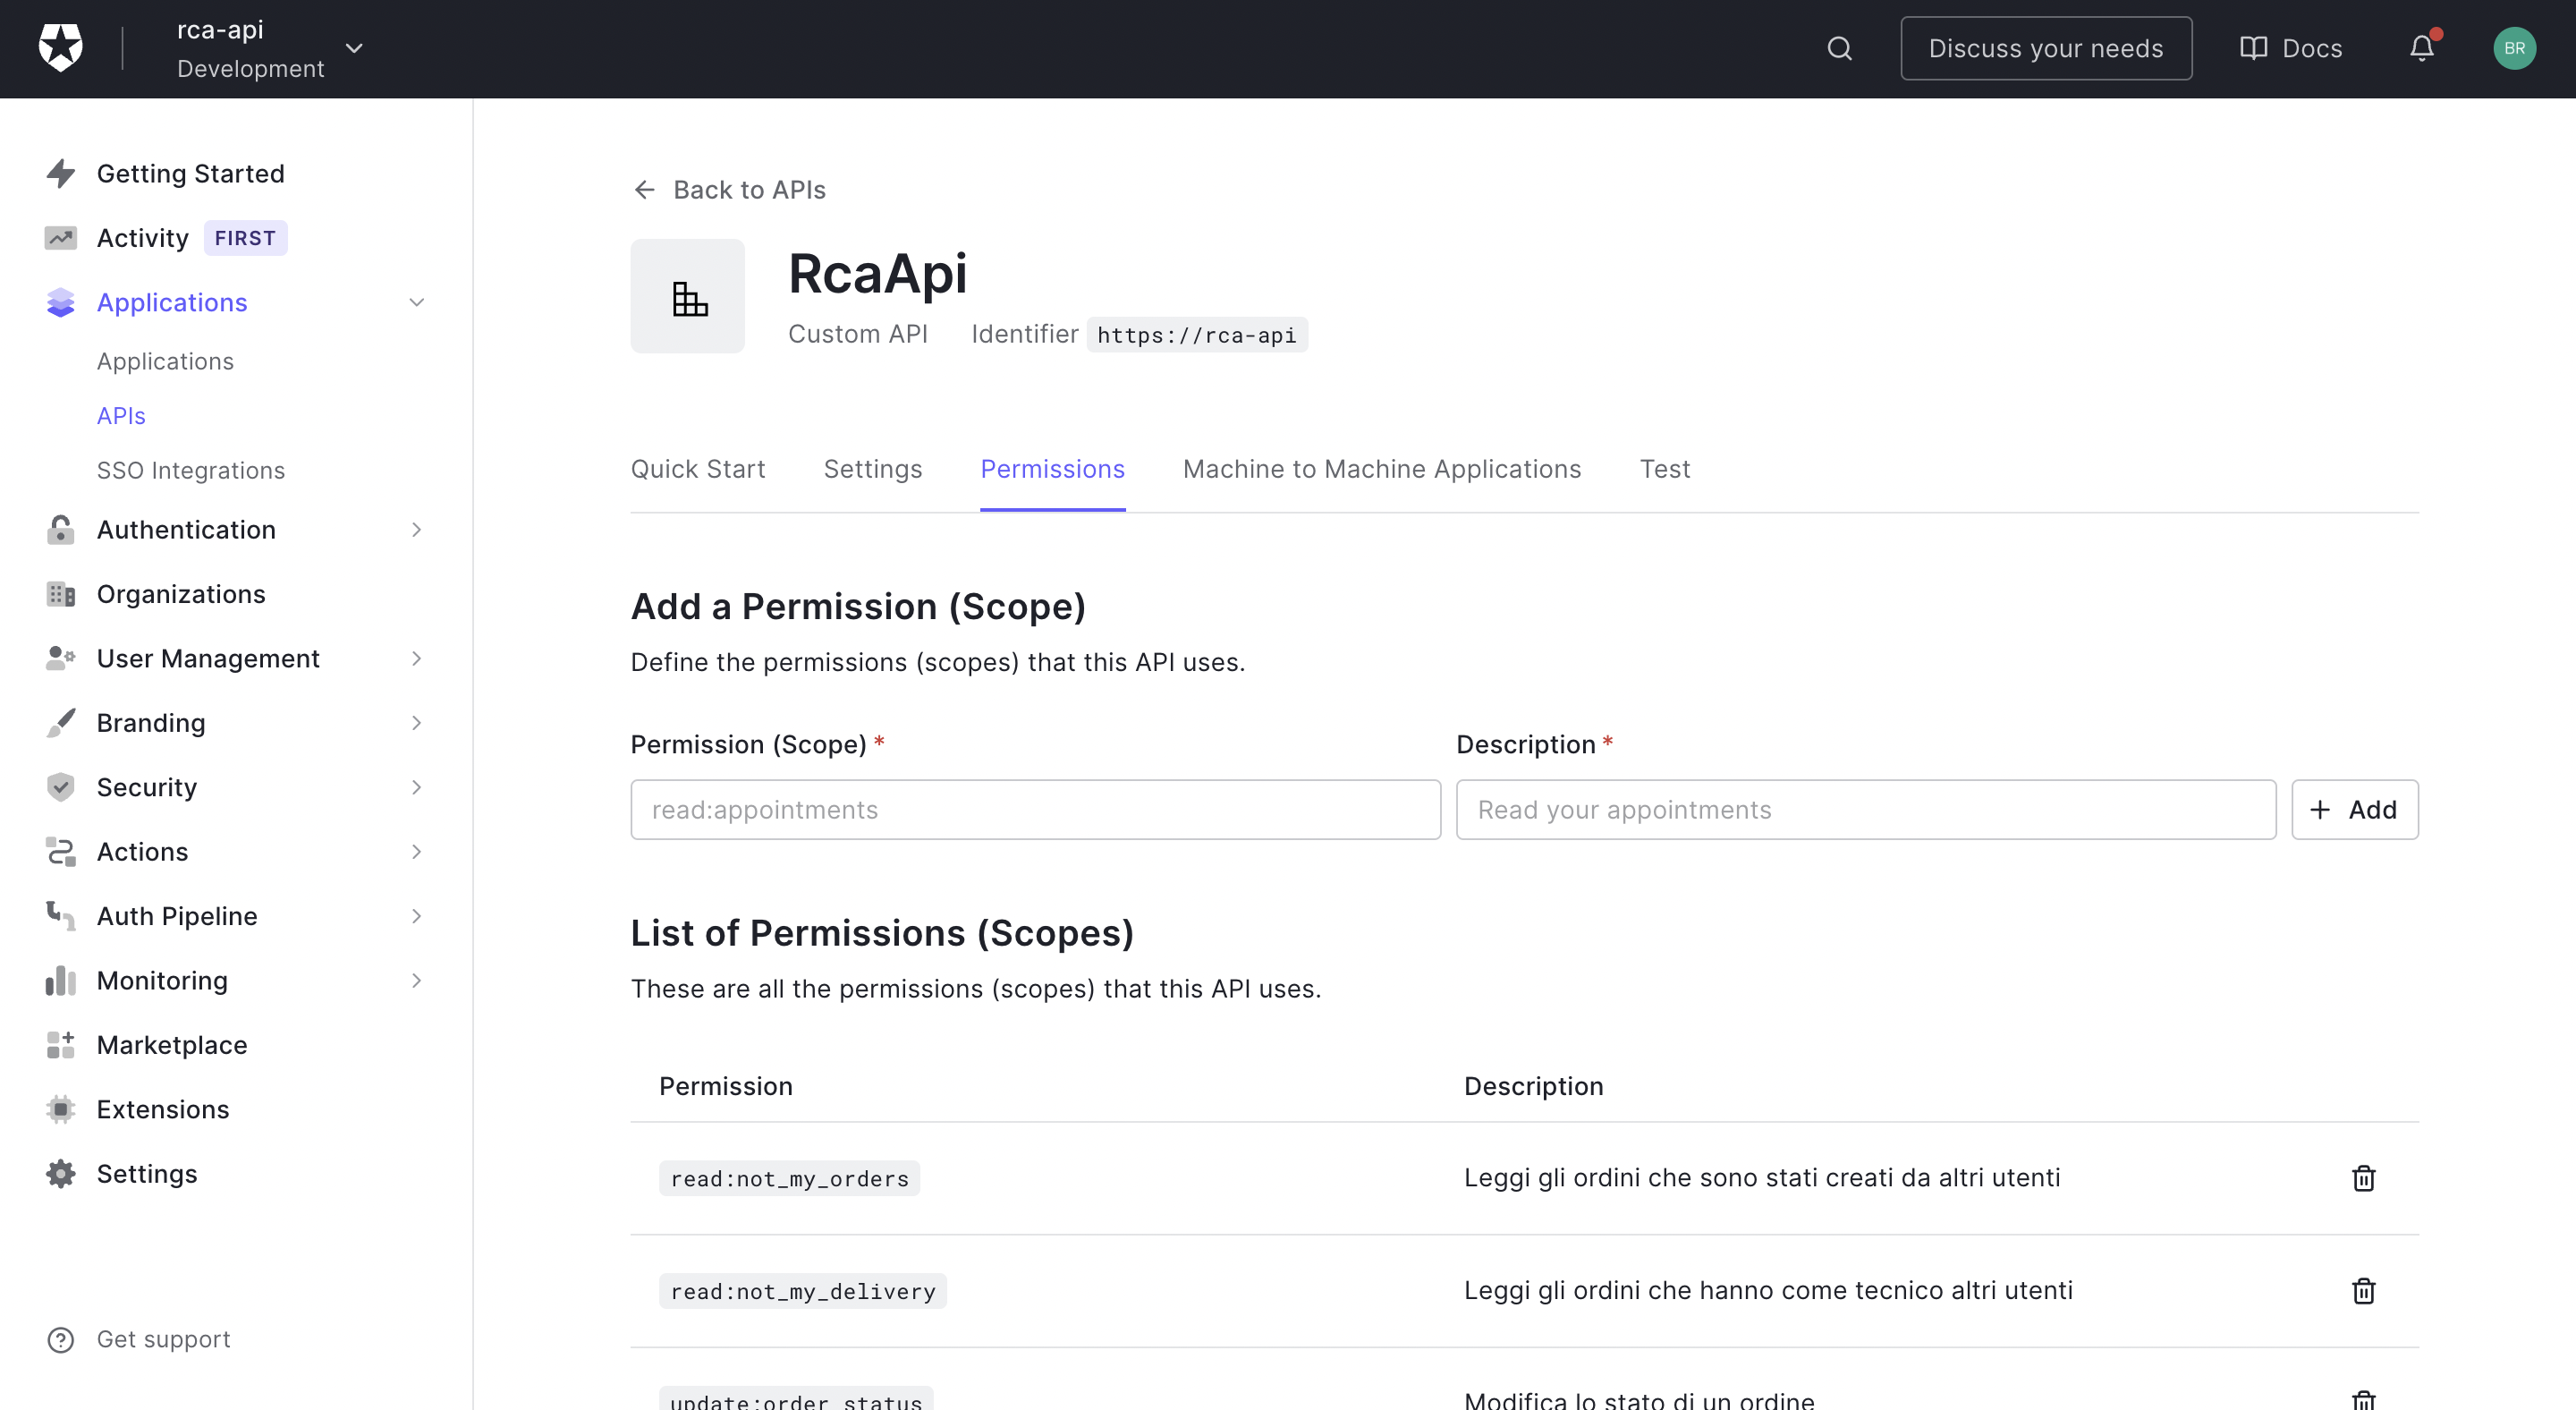 rca-api
Development
Discuss your needs
Docs
BR
Getting Started
Activity FIRST
Applications
Applications
APIs
SSO Integrations
Authentication
Organizations
User Management
Branding
Security
Actions
Auth Pipeline
Monitoring
Marketplace
Extensions
Settings
Get support
Back to APIs
RcaApi
Custom API Identifier https://rca-api
Quick Start Settings Permissions Machine to Machine Applications Test
Add a Permission (Scope)
Define the permissions (scopes) that this API uses.
Permission (Scope) * Description *
read:appointments Read your appointments + Add
List of Permissions (Scopes)
These are all the permissions (scopes) that this API uses.
Permission Description
read:not_my_orders Leggi gli ordini che sono stati creati da altri utenti
read:not_my_delivery Leggi gli ordini che hanno come tecnico altri utenti
update:order_status Modifica lo stato di un ordine